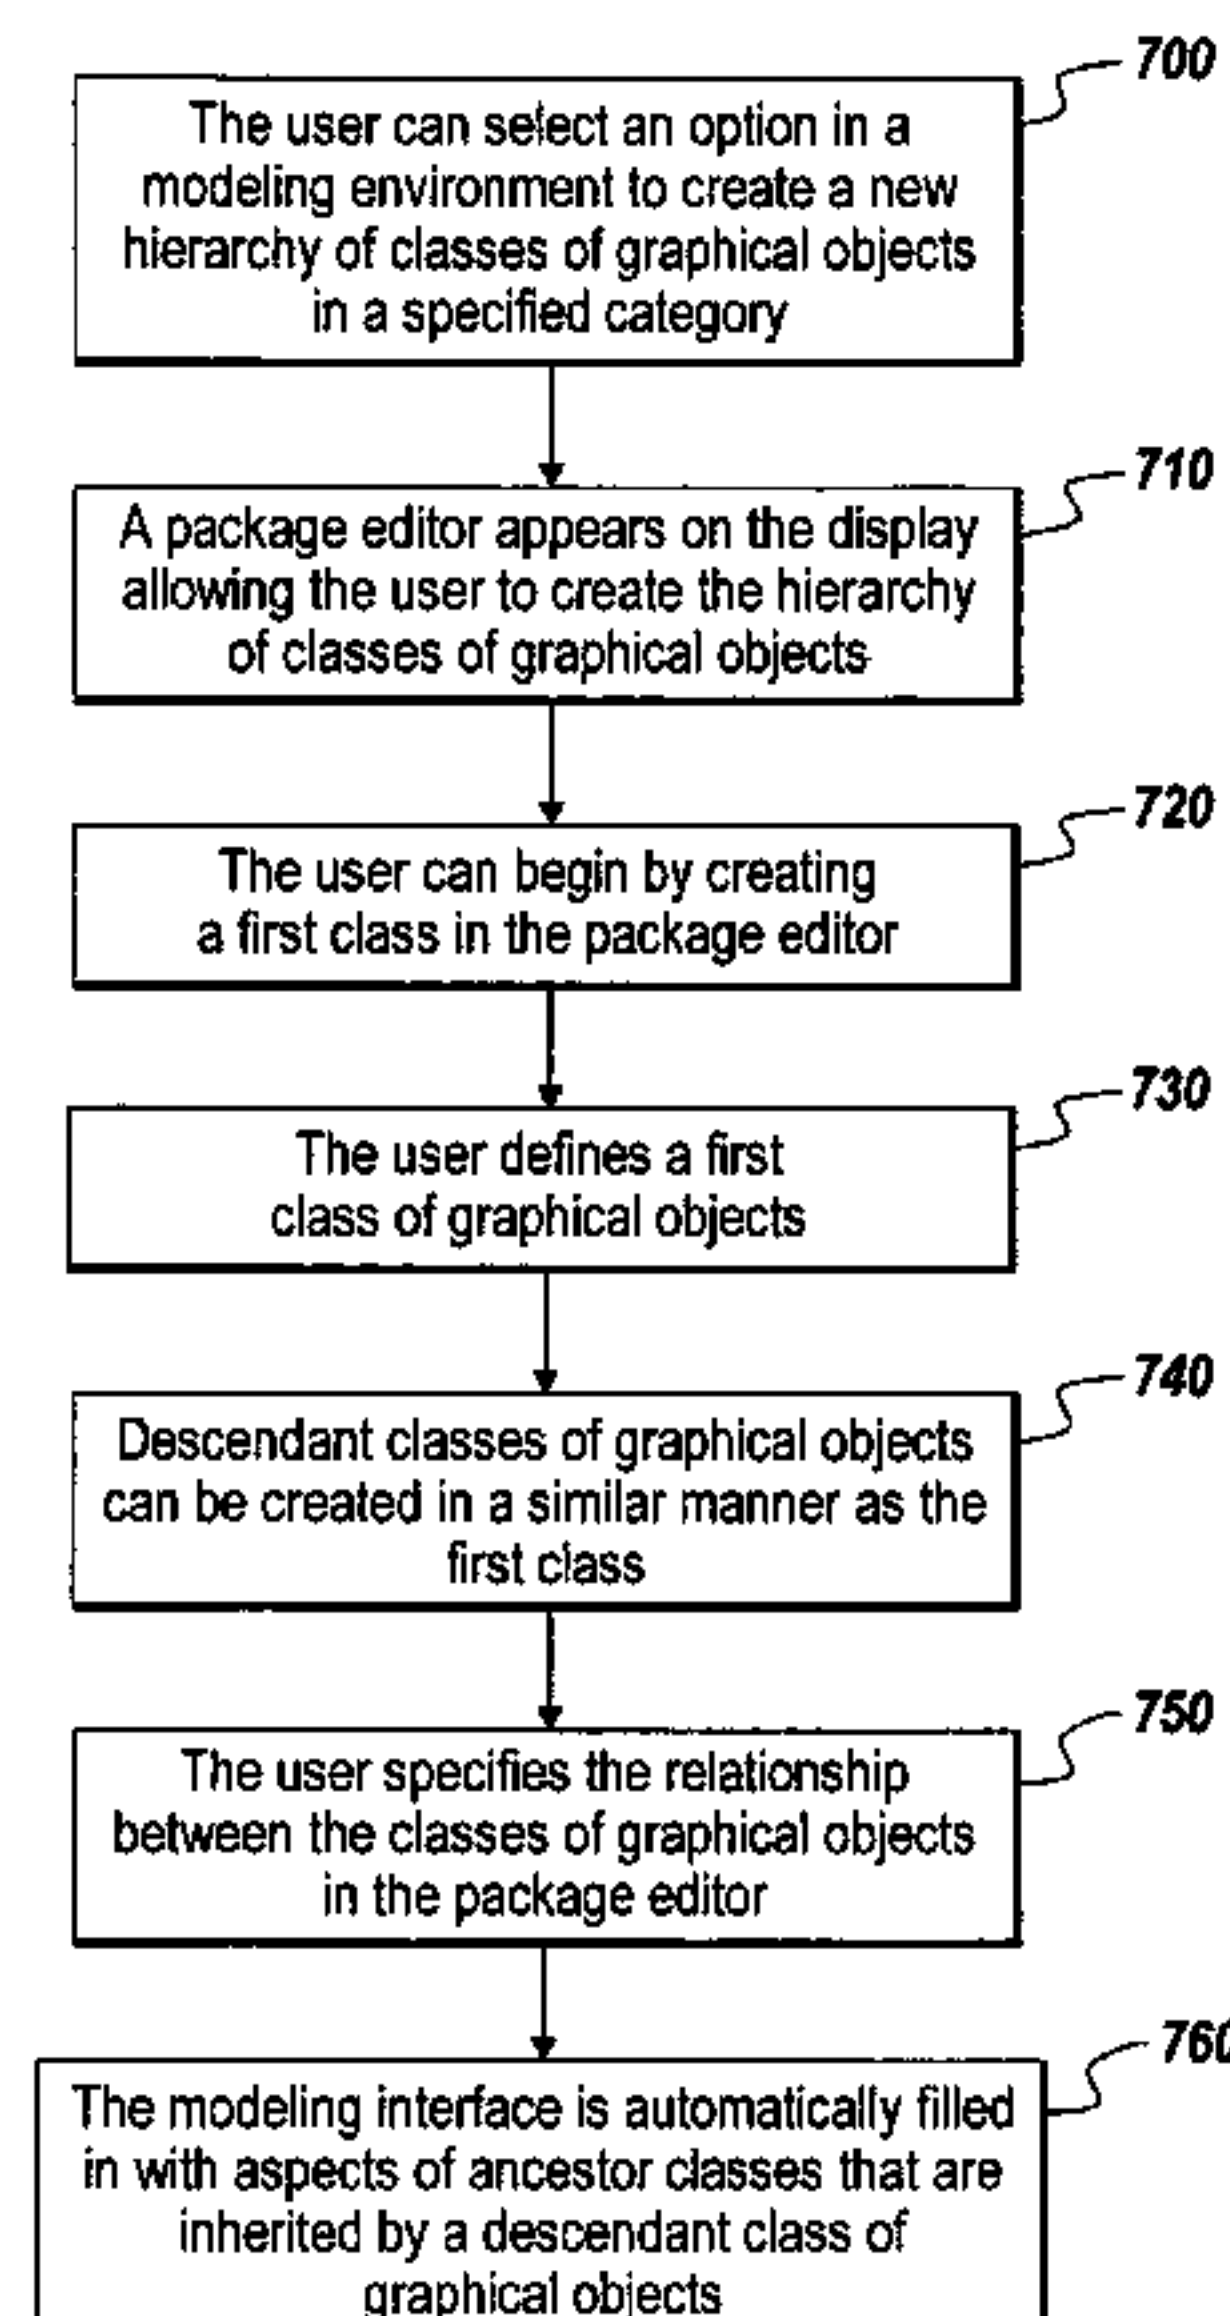 700
The user can select an option in a
modeling environment to create a new
hierarchy of classes of graphical objects
in a specified category
710
A package editor appears on the display
allowing the user to create the hierarchy
of classes of graphical objects
720
The user can begin by creating
a first class in the package editor
730
The user defines a first
class of graphical objects
740
Descendant classes of graphical objects
can be created in a similar manner as the
first class
750
The user specifies the relationship
between the classes of graphical objects
in the package editor
760
The modeling interface is automatically filled
in with aspects of ancestor classes that are
inherited by a descendant class of
graphical objects